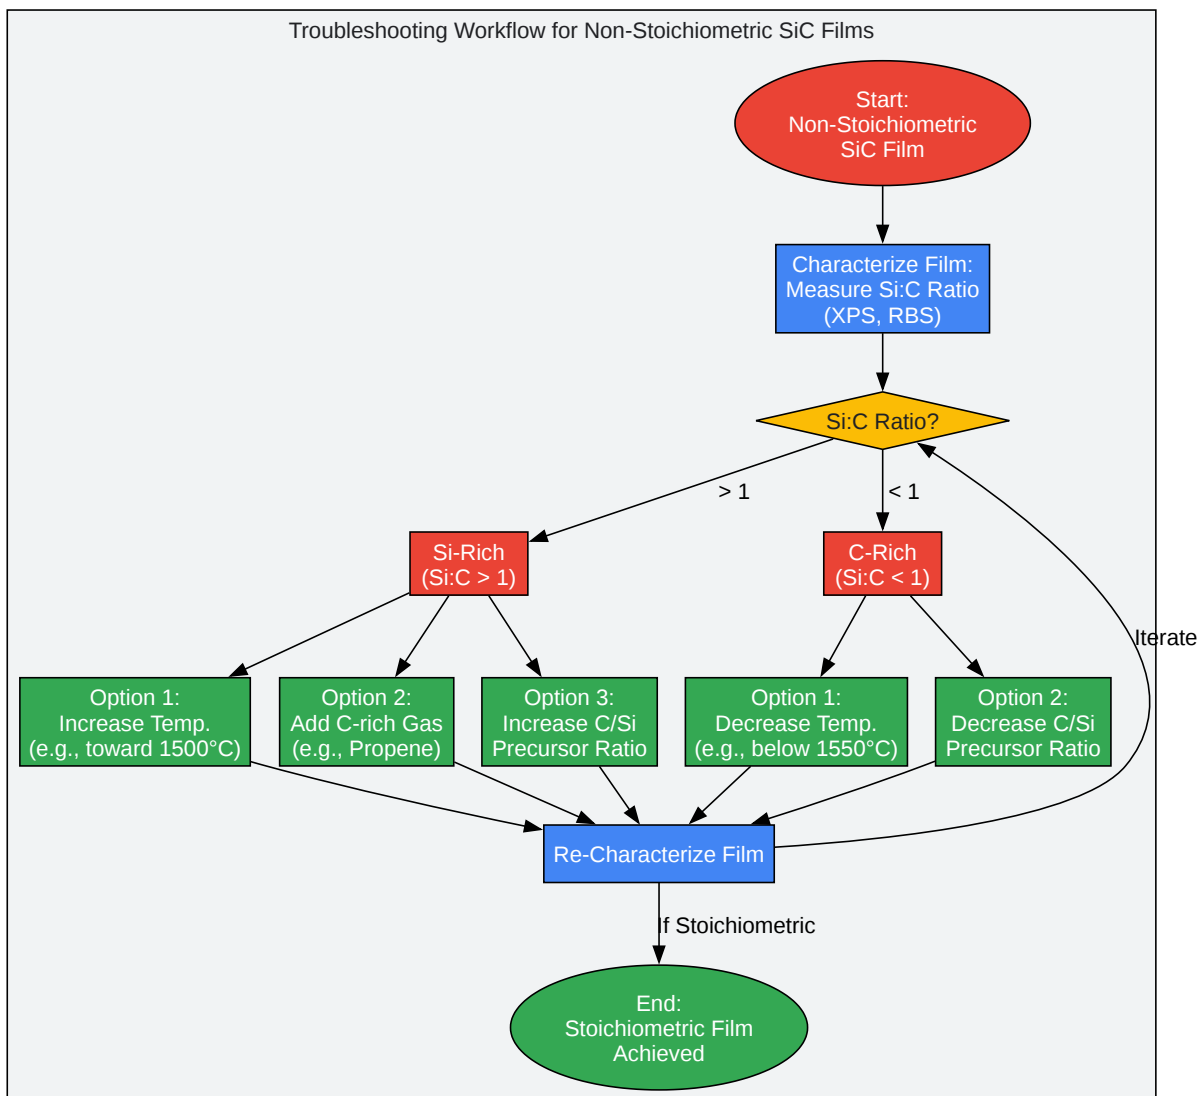 Troubleshooting Workflow for Non-Stoichiometric SiC Films
Start:
Non-Stoichiometric
SiC Film
Characterize Film:
Measure Si:C Ratio
(XPS, RBS)
Si:C Ratio?
> 1
< 1
Si-Rich
(Si:C > 1)
C-Rich
(Si:C < 1)
Iterate
Option 1:
Increase Temp.
(e.g., toward 1500°C)
Option 2:
Add C-rich Gas
(e.g., Propene)
Option 3:
Increase C/Si
Precursor Ratio
Option 1:
Decrease Temp.
(e.g., below 1550°C)
Option 2:
Decrease C/Si
Precursor Ratio
Re-Characterize Film
If Stoichiometric
End:
Stoichiometric Film
Achieved